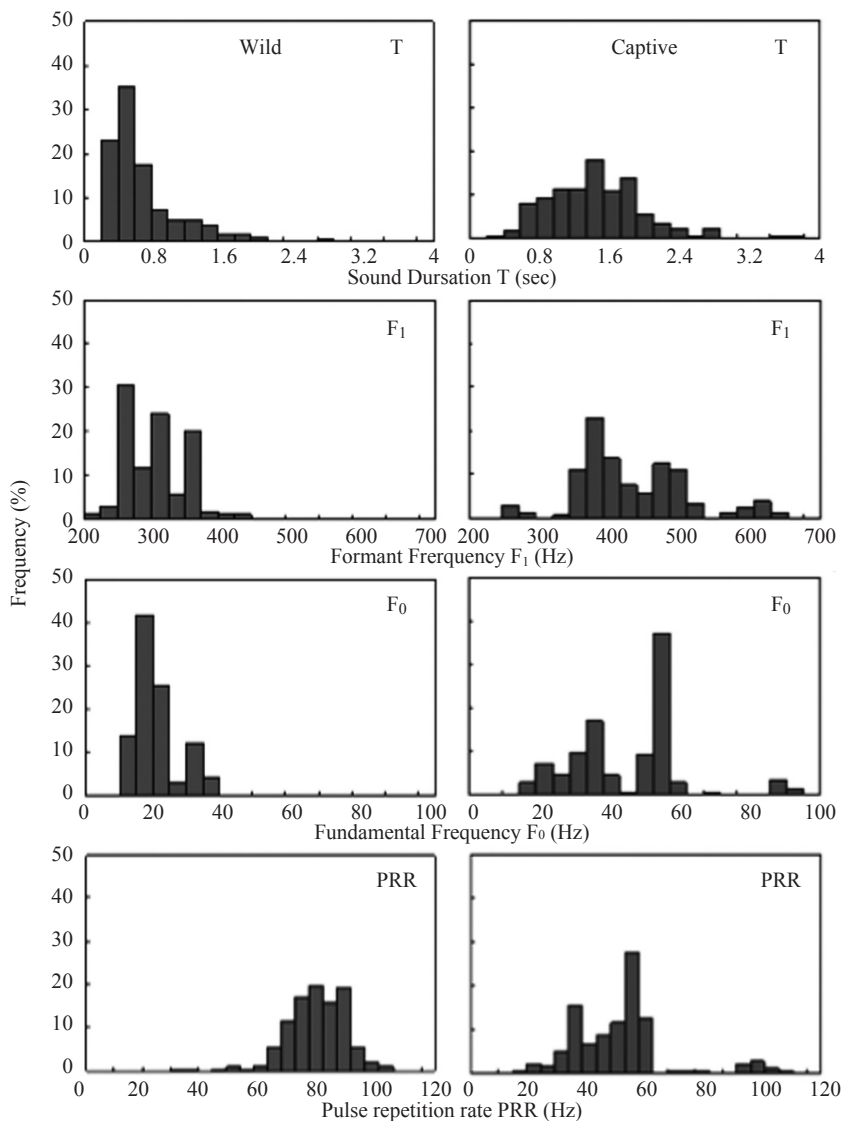 50
40
30
20
10
0
Wild T
Captive T
0.8 1.6 2.4 3.2 4
0 0.8 1.6 2.4 3.2 4
Sound Dursation T (sec)
50
40
30
20
10
0
F₁
F₁
200 300 400 500 600 700
200 300 400 500 600 700
Formant Frerquency F₁ (Hz)
Frequency (%)
50
40
30
20
10
0
F₀
F₀
0 20 40 60 80 100
0 20 40 60 80 100
Fundamental Frequency F₀ (Hz)
50
40
30
20
10
0
PRR
PRR
0 20 40 60 80 100 120
0 20 40 60 80 100 120
Pulse repetition rate PRR (Hz)